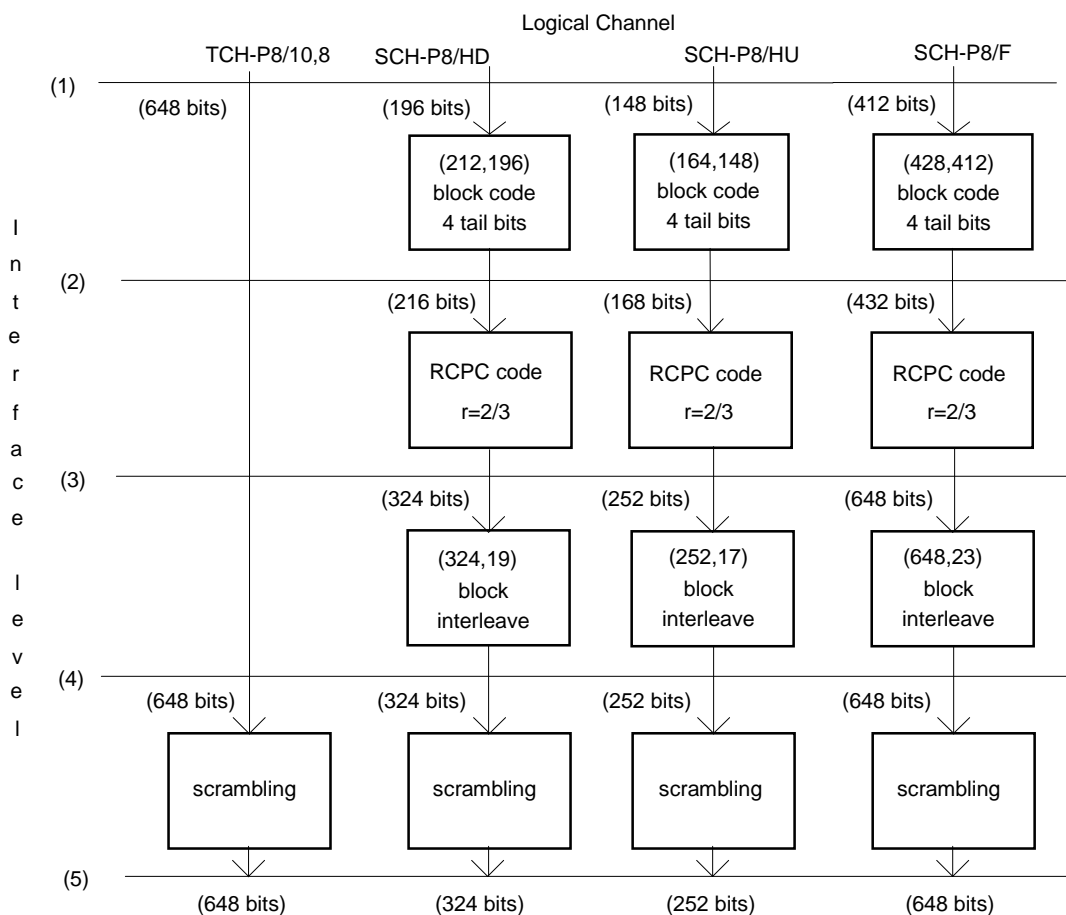 Logical Channel
TCH-P8/10,8 SCH-P8/HD SCH-P8/HU SCH-P8/F
(1)
(648 bits) (196 bits) (148 bits) (412 bits)
(212,196) (164,148) (428,412)
block code block code block code
4 tail bits 4 tail bits 4 tail bits
Interface level
(2)
(216 bits) (168 bits) (432 bits)
RCPC code RCPC code RCPC code
r=2/3 r=2/3 r=2/3
(3)
(324 bits) (252 bits) (648 bits)
(324,19) (252,17) (648,23)
block block block
interleave interleave interleave
(4)
(648 bits) (324 bits) (252 bits) (648 bits)
scrambling scrambling scrambling scrambling
(5)
(648 bits) (324 bits) (252 bits) (648 bits)